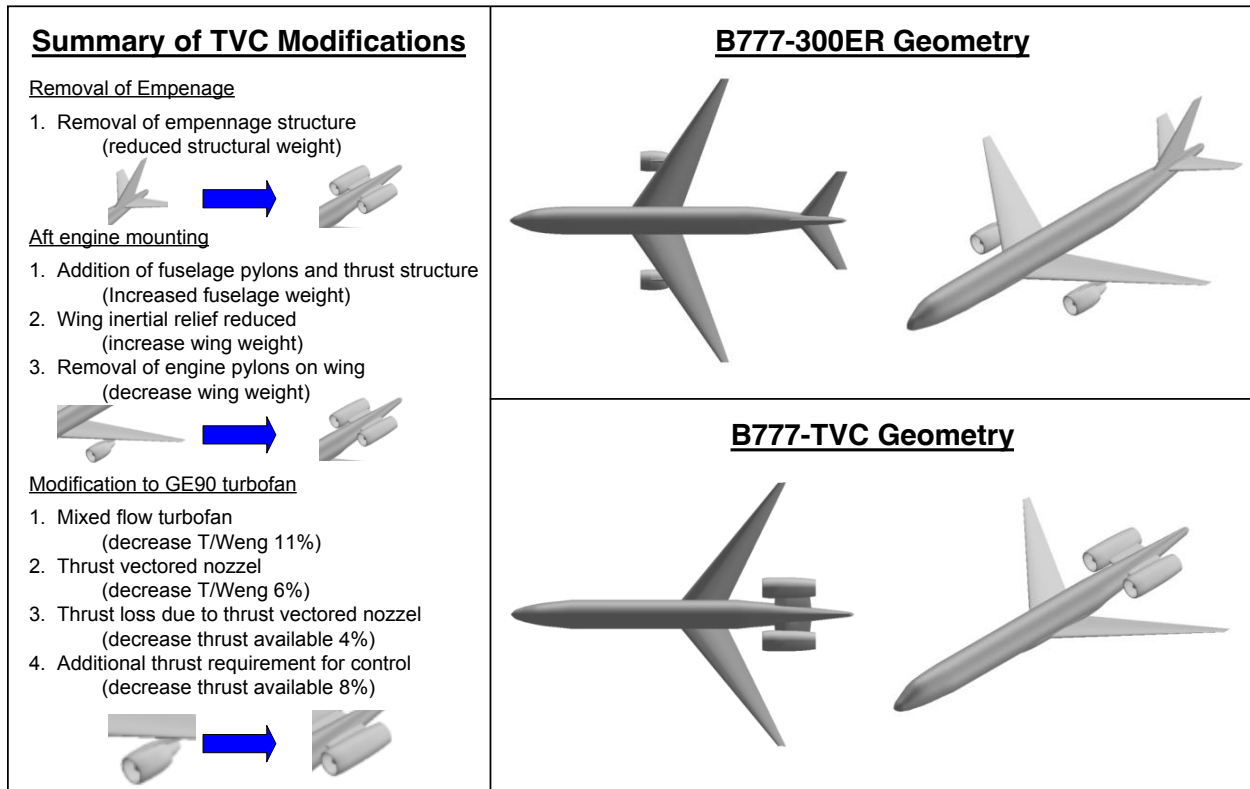 Summary of TVC Modifications
Removal of Empenage
1. Removal of empennage structure
(reduced structural weight)
Aft engine mounting
1. Addition of fuselage pylons and thrust structure
(Increased fuselage weight)
2. Wing inertial relief reduced
(increase wing weight)
3. Removal of engine pylons on wing
(decrease wing weight)
Modification to GE90 turbofan
1. Mixed flow turbofan
(decrease T/Weng 11%)
2. Thrust vectored nozzel
(decrease T/Weng 6%)
3. Thrust loss due to thrust vectored nozzel
(decrease thrust available 4%)
4. Additional thrust requirement for control
(decrease thrust available 8%)
B777-300ER Geometry
B777-TVC Geometry